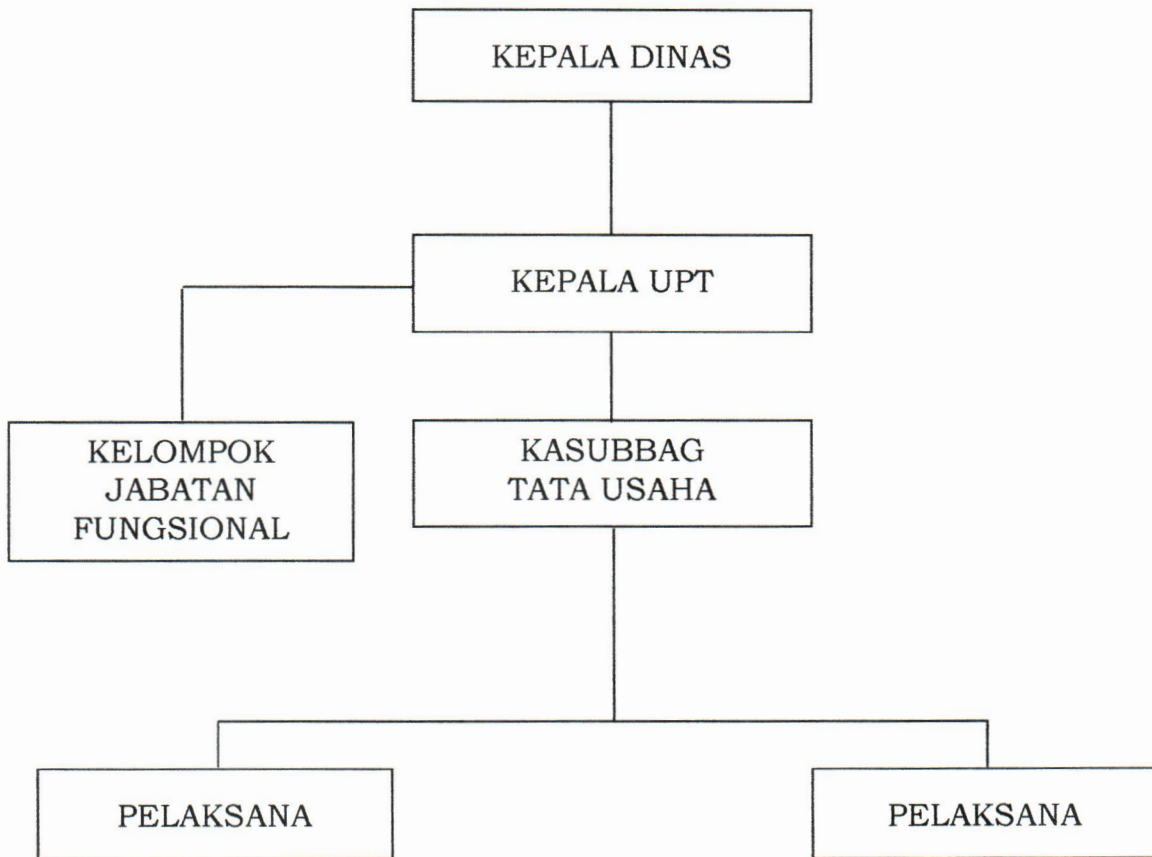 KEPALA DINAS
KEPALA UPT
KELOMPOK
JABATAN
FUNGSIONAL
KASUBBAG
TATA USAHA
PELAKSANA
PELAKSANA